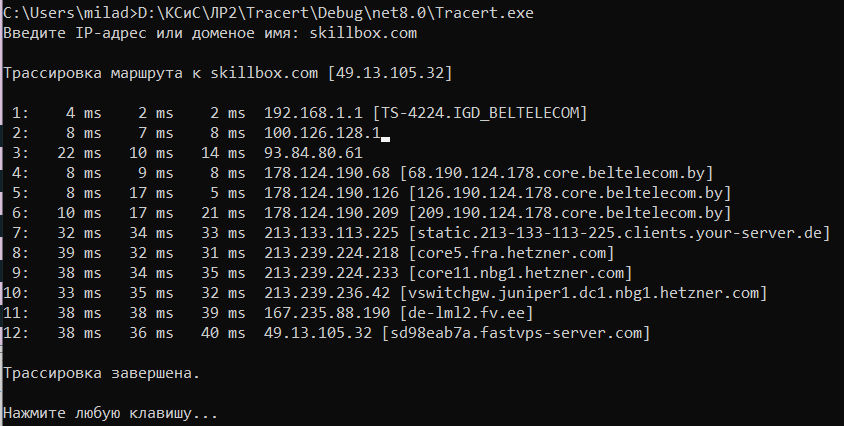 C:\Users\milad>D:\КСиС\ЛР2\Tracert\Debug\net8.0\Tracert.exe
Введите IP-адрес или доменое имя: skillbox.com
Трассировка маршрута к skillbox.com [49.13.105.32]
1: 4 ms 2 ms 2 ms 192.168.1.1 [TS-4224.IGD_BELTELECOM]
2: 8 ms 7 ms 8 ms 100.126.128.1
3: 22 ms 10 ms 14 ms 93.84.80.61
4: 8 ms 9 ms 8 ms 178.124.190.68 [68.190.124.178.core.beltelecom.by]
5: 8 ms 17 ms 5 ms 178.124.190.126 [126.190.124.178.core.beltelecom.by]
6: 10 ms 17 ms 21 ms 178.124.190.209 [209.190.124.178.core.beltelecom.by]
7: 32 ms 34 ms 33 ms 213.133.113.225 [static.213-133-113-225.clients.your-server.de]
8: 39 ms 32 ms 31 ms 213.239.224.218 [core5.fra.hetzner.com]
9: 38 ms 34 ms 35 ms 213.239.224.233 [core11.nbg1.hetzner.com]
10: 33 ms 35 ms 32 ms 213.239.236.42 [vswitchgw.juniper1.dc1.nbg1.hetzner.com]
11: 38 ms 38 ms 39 ms 167.235.88.190 [de-lml2.fv.ee]
12: 38 ms 36 ms 40 ms 49.13.105.32 [sd98eab7a.fastvps-server.com]
Трассировка завершена.
Нажмите любую клавишу...